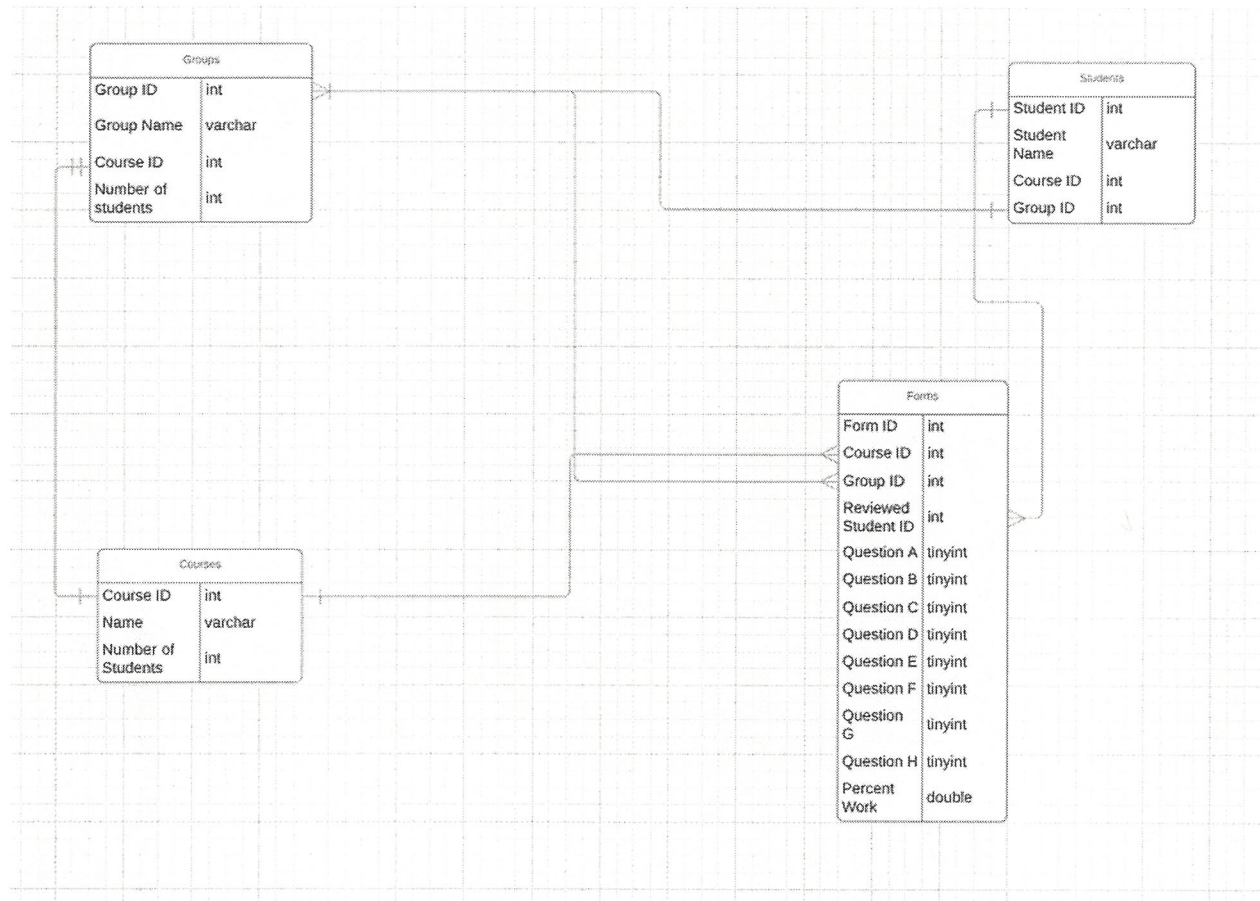 Groups
Group ID int
Group Name varchar
Course ID int
Number of
students int
Students
Student ID int
Student
Name varchar
Course ID int
Group ID int
Forms
Form ID int
Course ID int
Group ID int
Reviewed
Student ID int
Question A tinyint
Question B tinyint
Question C tinyint
Question D tinyint
Question E tinyint
Question F tinyint
Question
G tinyint
Question H tinyint
Percent
Work double
Courses
Course ID int
Name varchar
Number of
Students int